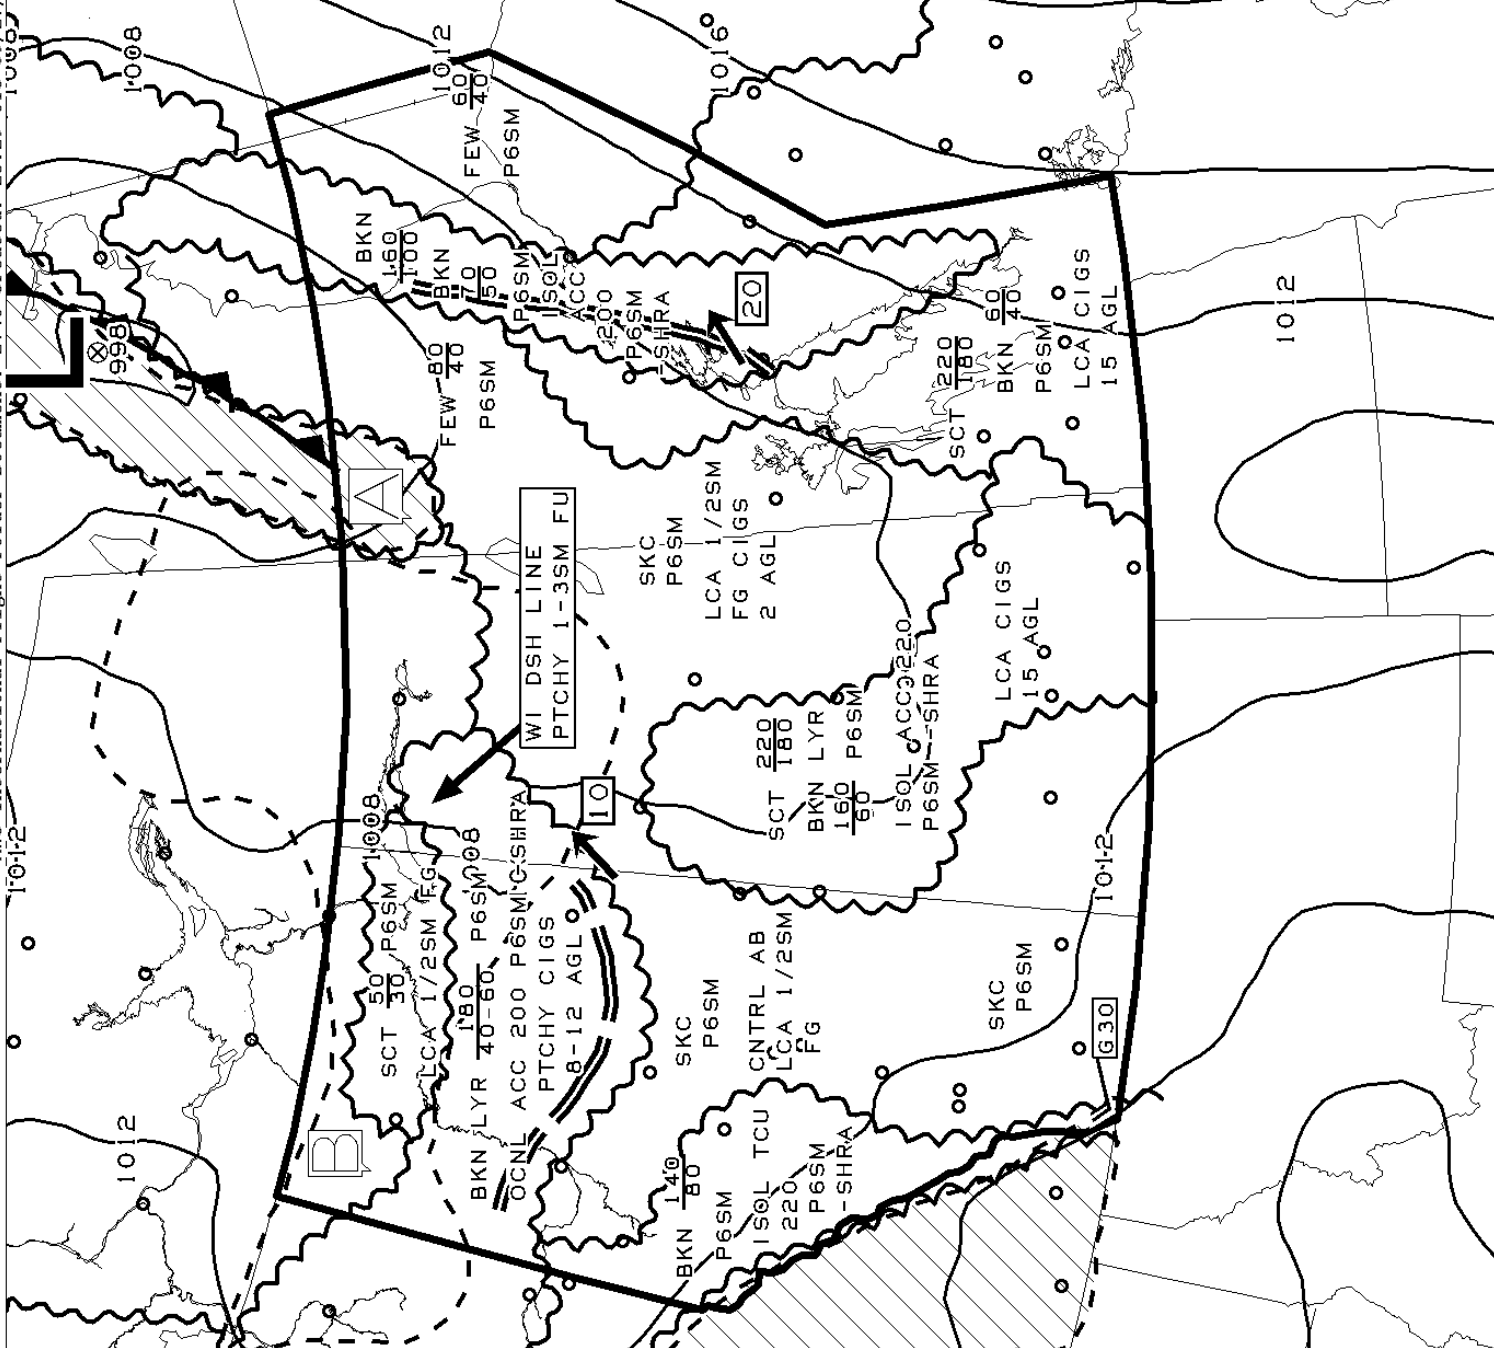 1008
1008
1012
60
40
FEW
P6SM
1016
BKN
160
100
BKN
70
50
P6SM
ISOL
ACC
200
P6SM
-SHRA
20
998
80
FEW 40
P6SM
A
SCT 220
180
BKN 60
40
P6SM
LCA CIGS
15 AGL
1012
WI DSH LINE
PTCHY 1-3SM FU
SKC
P6SM
LCA 1/2SM
FG CIGS
2 AGL
LCA CIGS
15 AGL
1012
1008
1008
10
SCT 50
30 P6SM
LCA 1/2SM FG
BKN LYR 180
40-60 P6SM
OCNL ACC 200 P6SM -SHRA
PTCHY CIGS
8-12 AGL
SCT 220
180
BKN LYR
160
60 P6SM
ISOL ACC 220
P6SM -SHRA
1012
SKC
P6SM
CNTRL AB
LCA 1/2SM
FG
SKC
P6SM
G30
1012
B
BKN 140
80
P6SM
ISOL TCU
220
P6SM
-SHRA